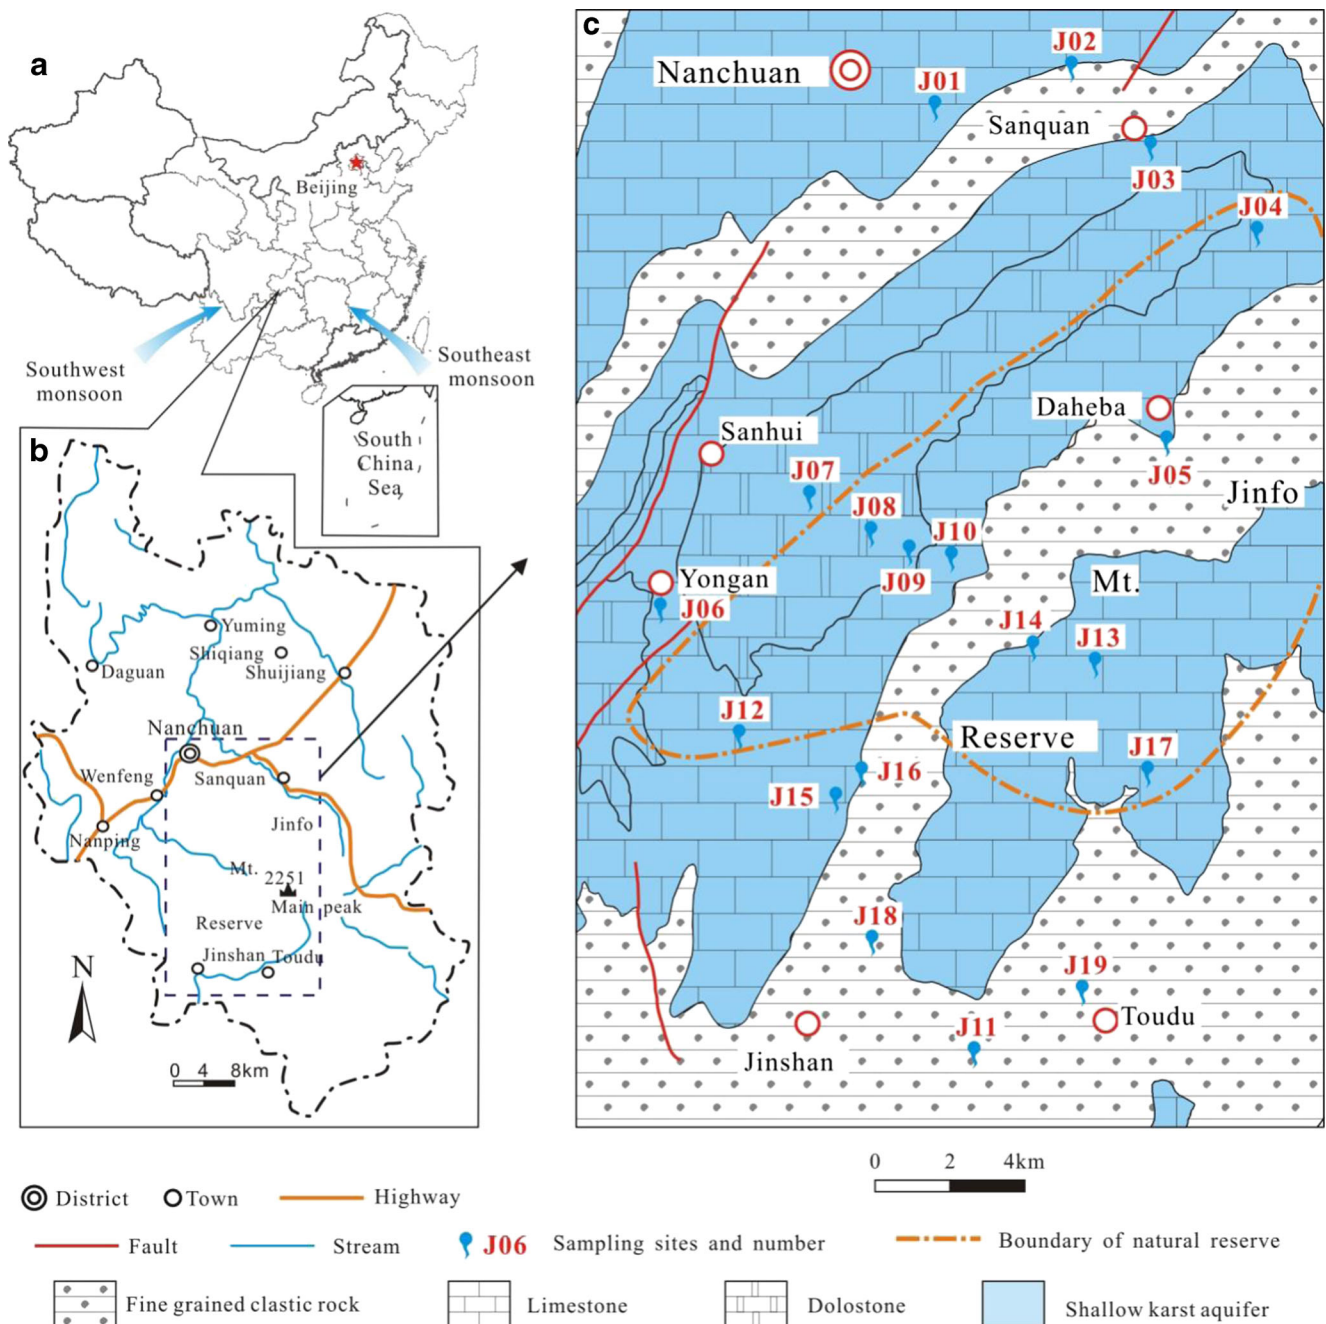 a
Beijing
Southwest
monsoon
Southeast
monsoon
South
China
Sea
b
Yuming
Shiqiang
Shuijiang
Daguan
Nanchuan
Wenfeng
Sanquan
Nanping
Jinfo
Mt.
2251
Main peak
Reserve
Jinshan
Toudu
N
0 4 8km
c
Nanchuan
J01
J02
Sanquan
J03
J04
Daheba
J05
Jinfo
Sanhui
J07
J08
J10
J09
Yongan
J06
Mt.
J14
J13
J12
Reserve
J17
J16
J15
J18
J19
Toudu
J11
Jinshan
0 2 4km
District
Town
Highway
Fault
Stream
J06
Sampling sites and number
Boundary of natural reserve
Fine grained clastic rock
Limestone
Dolostone
Shallow karst aquifer